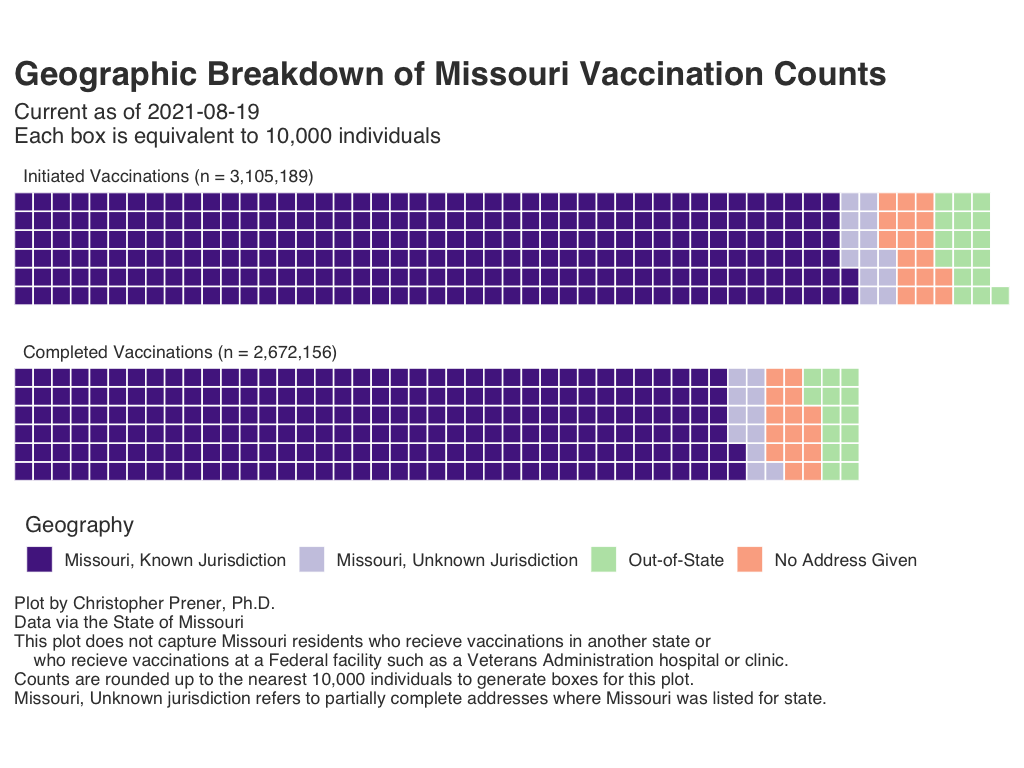 Geographic Breakdown of Missouri Vaccination Counts
Current as of 2021-08-19
Each box is equivalent to 10,000 individuals
Initiated Vaccinations (n = 3,105,189)
Completed Vaccinations (n = 2,672,156)
Geography
Missouri, Known Jurisdiction Missouri, Unknown Jurisdiction Out-of-State No Address Given
Plot by Christopher Prener, Ph.D.
Data via the State of Missouri
This plot does not capture Missouri residents who recieve vaccinations in another state or
who recieve vaccinations at a Federal facility such as a Veterans Administration hospital or clinic.
Counts are rounded up to the nearest 10,000 individuals to generate boxes for this plot.
Missouri, Unknown jurisdiction refers to partially complete addresses where Missouri was listed for state.